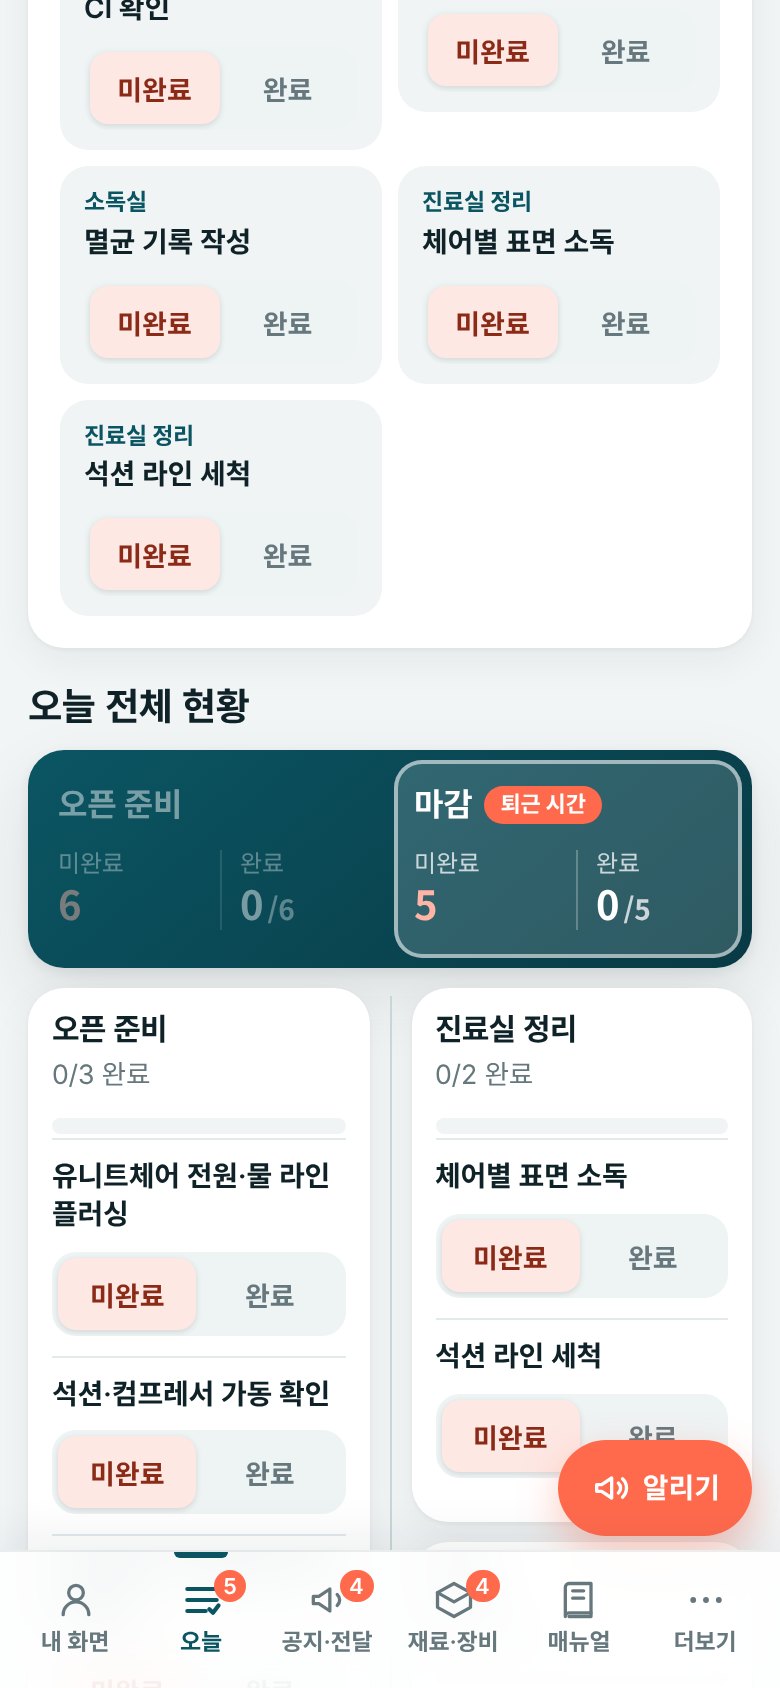 CI 확인
미완료
완료
미완료
완료
소독실
멸균 기록 작성
미완료
완료
진료실 정리
체어별 표면 소독
미완료
완료
진료실 정리
석션 라인 세척
미완료
완료
오늘 전체 현황
오픈 준비
미완료
6
완료
0/6
마감
퇴근 시간
미완료
5
완료
0/5
오픈 준비
0/3 완료
유니트체어 전원·물 라인
플러싱
미완료
완료
석션·컴프레서 가동 확인
미완료
완료
진료실 정리
0/2 완료
체어별 표면 소독
미완료
완료
석션 라인 세척
미완료
완료
알리기
내 화면
5
오늘
4
공지·전달
4
재료·장비
매뉴얼
더보기